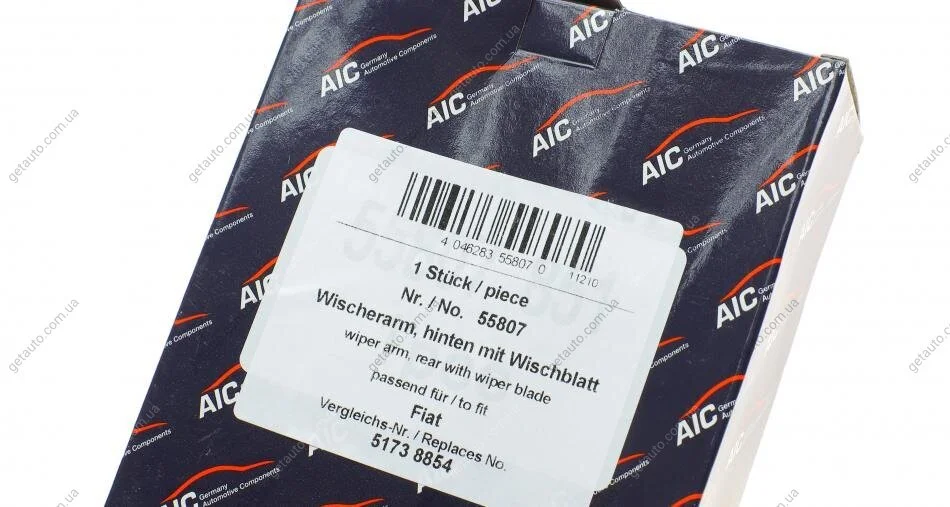 AIC Germany
Automotive Components
4 046283 55807 0 11210
1 Stück / piece
Nr. / No. 55807
Wischerarm, hinten mit Wischblatt
wiper arm, rear with wiper blade
passend für / to fit
Fiat
Vergleichs-Nr. / Replaces No.
5173 8854
getauto.com.ua